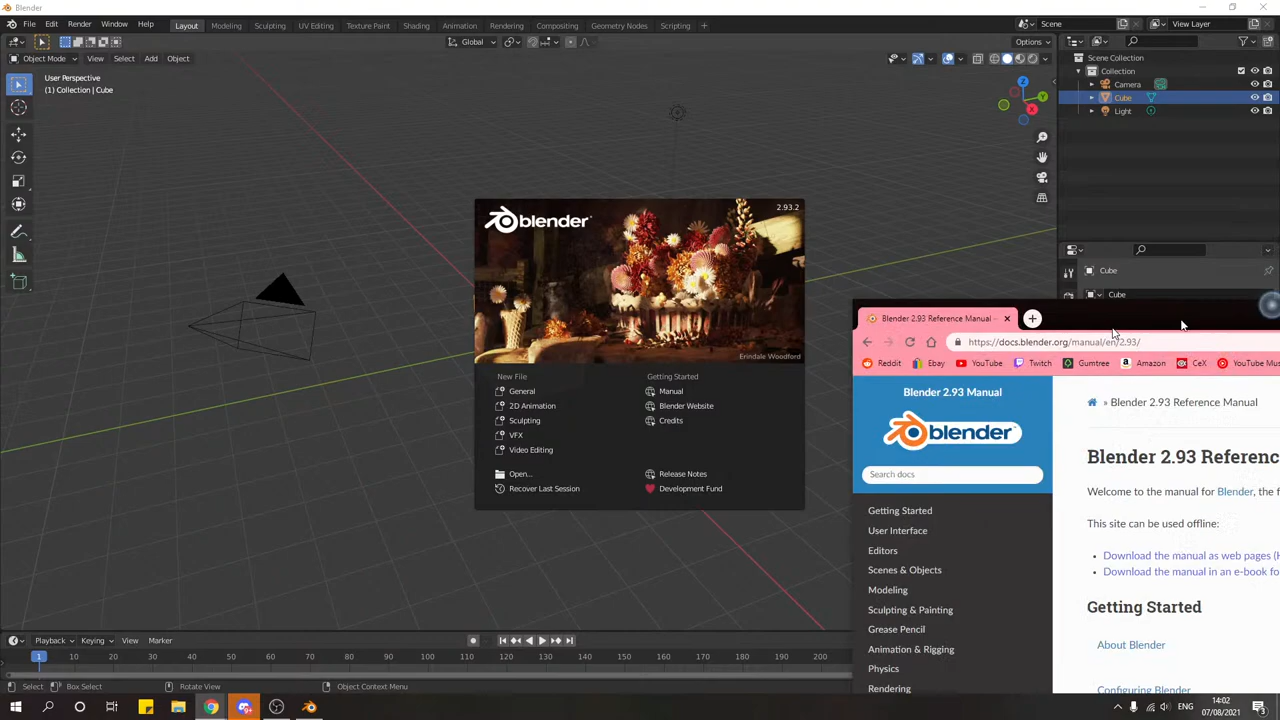 Blender
File Edit Render Window Help Layout Modeling Sculpting UV Editing Texture Paint Shading Animation Rendering Compositing Geometry Nodes Scripting + Scene View Layer
Global Options
Object Mode View Select Add Object
User Perspective
(1) Collection | Cube
Z
Y
X
Scene Collection
Collection
Camera
Cube
Light
Cube
Cube
blender
2.93.2
Erindale Woodford
New File
General
2D Animation
Sculpting
VFX
Video Editing
Open...
Recover Last Session
Getting Started
Manual
Blender Website
Credits
Release Notes
Development Fund
Blender 2.93 Reference Manual
https://docs.blender.org/manual/en/2.93/
Reddit Ebay YouTube Twitch Gumtree Amazon CeX YouTube Mus
Blender 2.93 Manual
blender
Search docs
Getting Started
User Interface
Editors
Scenes & Objects
Modeling
Sculpting & Painting
Grease Pencil
Animation & Rigging
Physics
Rendering
» Blender 2.93 Reference Manual
Blender 2.93 Referenc
Welcome to the manual for Blender, the f
This site can be used offline:
Download the manual as web pages (H
Download the manual in an e-book fo
Getting Started
About Blender
Configuring Blender
Playback Keying View Marker
1 10 20 30 40 50 60 70 80 90 100 110 120 130 140 150 160 170 180 190 200
Select Box Select Rotate View Object Context Menu
ENG
14:02
07/08/2021